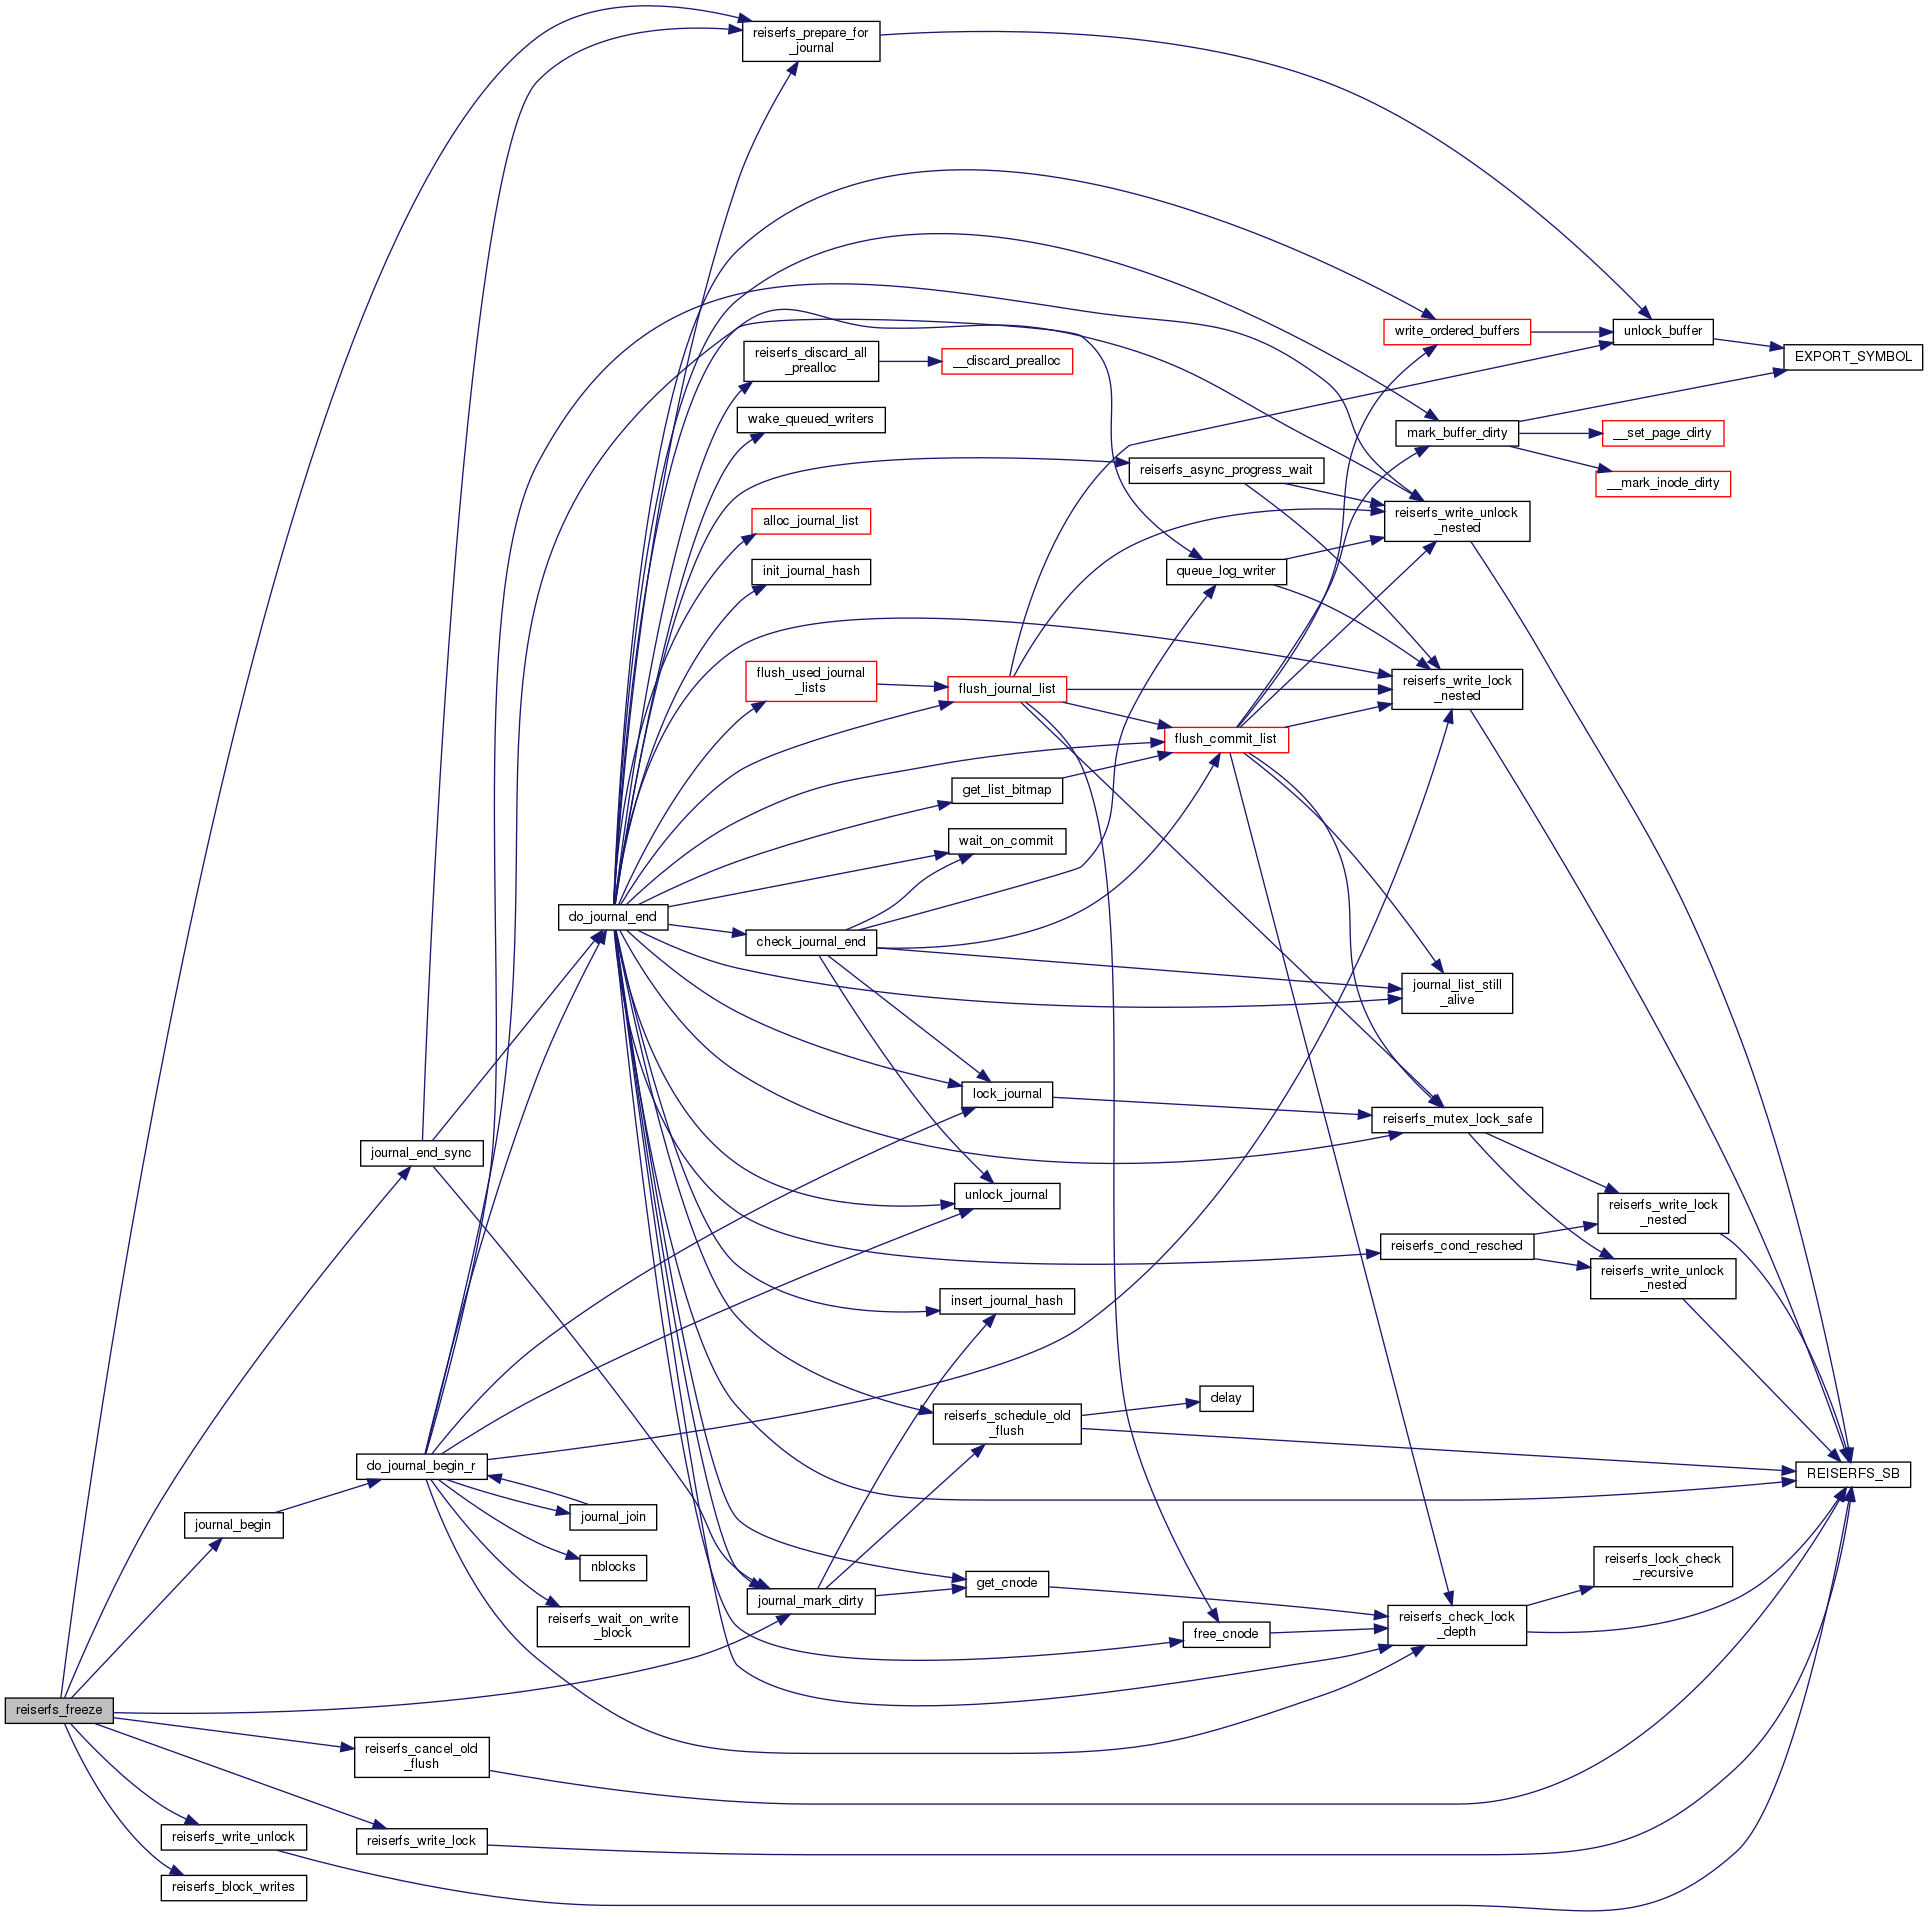 reiserfs_prepare_for
_journal
write_ordered_buffers
unlock_buffer
EXPORT_SYMBOL
reiserfs_discard_all
_prealloc
__discard_prealloc
wake_queued_writers
mark_buffer_dirty
__set_page_dirty
reiserfs_async_progress_wait
__mark_inode_dirty
alloc_journal_list
reiserfs_write_unlock
_nested
init_journal_hash
queue_log_writer
flush_used_journal
_lists
flush_journal_list
reiserfs_write_lock
_nested
flush_commit_list
get_list_bitmap
wait_on_commit
do_journal_end
check_journal_end
journal_list_still
_alive
lock_journal
reiserfs_mutex_lock_safe
journal_end_sync
unlock_journal
reiserfs_write_lock
_nested
reiserfs_cond_resched
reiserfs_write_unlock
_nested
insert_journal_hash
delay
reiserfs_schedule_old
_flush
do_journal_begin_r
REISERFS_SB
journal_begin
journal_join
nblocks
reiserfs_lock_check
_recursive
get_cnode
journal_mark_dirty
reiserfs_wait_on_write
_block
free_cnode
reiserfs_check_lock
_depth
reiserfs_freeze
reiserfs_cancel_old
_flush
reiserfs_write_unlock
reiserfs_write_lock
reiserfs_block_writes